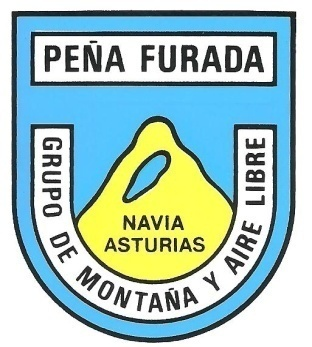 PEÑA FURADA
NAVIA
ASTURIAS
GRUPO DE MONTAÑA Y AIRE LIBRE